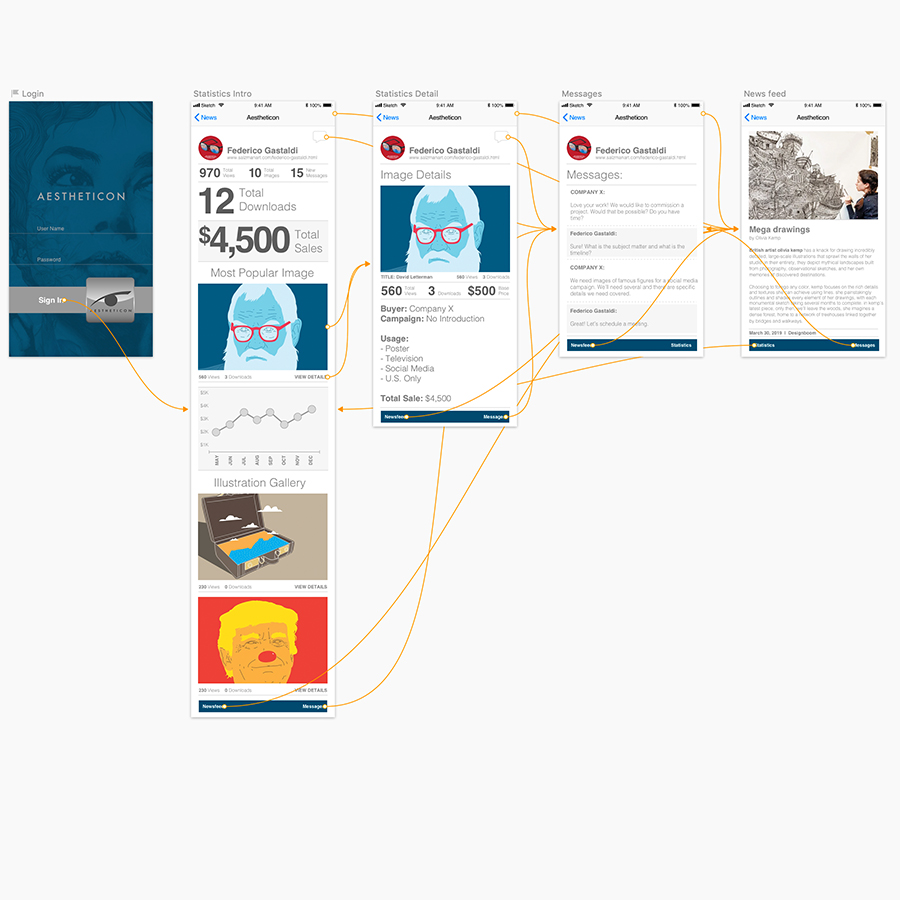 Login
AESTHETICON
User Name
Password
Sign In
AESTHETICON
Statistics Intro
Sketch 9:41 AM 100%
News Aestheticon
Federico Gastaldi
www.salzmanart.com/federico-gastaldi.html
970 Total Views 10 Total Images 15 New Messages
12 Total Downloads
$4,500 Total Sales
Most Popular Image
560 Views 3 Downloads VIEW DETAILS
$5K
$4K
$3K
$2K
$1K
MAY JUN JUL AUG SEP OCT NOV DEC
Illustration Gallery
230 Views 0 Downloads VIEW DETAILS
230 Views 0 Downloads VIEW DETAILS
Newsfeed Messages
Statistics Detail
Sketch 9:41 AM 100%
News Aestheticon
Federico Gastaldi
www.salzmanart.com/federico-gastaldi.html
Image Details
TITLE: David Letterman 560 Views 3 Downloads
560 Total Views 3 Downloads $500 Base Price
Buyer: Company X
Campaign: No Introduction
Usage:
- Poster
- Television
- Social Media
- U.S. Only
Total Sale: $4,500
Newsfeed Messages
Messages
Sketch 9:41 AM 100%
News Aestheticon
Federico Gastaldi
www.salzmanart.com/federico-gastaldi.html
Messages:
COMPANY X:
Love your work! We would like to commission a
project. Would that be possible? Do you have
time?
Federico Gastaldi:
Sure! What is the subject matter and what is the
timeline?
COMPANY X:
We need images of famous figures for a social media
campaign. We'll need several and there are specific
details we need covered.
Federico Gastaldi:
Great! Let's schedule a meeting.
Newsfeed Statistics
News feed
Sketch 9:41 AM 100%
News Aestheticon
Mega drawings
By Olivia Kemp
British artist olivia kemp has a knack for drawing incredibly
detailed, large-scale illustrations that sprawl the walls of her
studio in their entirety. they depict mythical landscapes built
from photography, observational sketches, and her own
memories of discovered destinations.
Choosing to forego any color, kemp focuses on the rich details
and textures she can achieve using lines. she painstakingly
outlines and shades every element of her drawings, with each
monumental sketch taking several months to complete. in kemp's
latest piece, only then we'll leave the woods, she imagines a
dense forest, home to a network of treehouses linked together
by bridges and walkways.
March 30, 2019 I Designboom
Statistics Messages